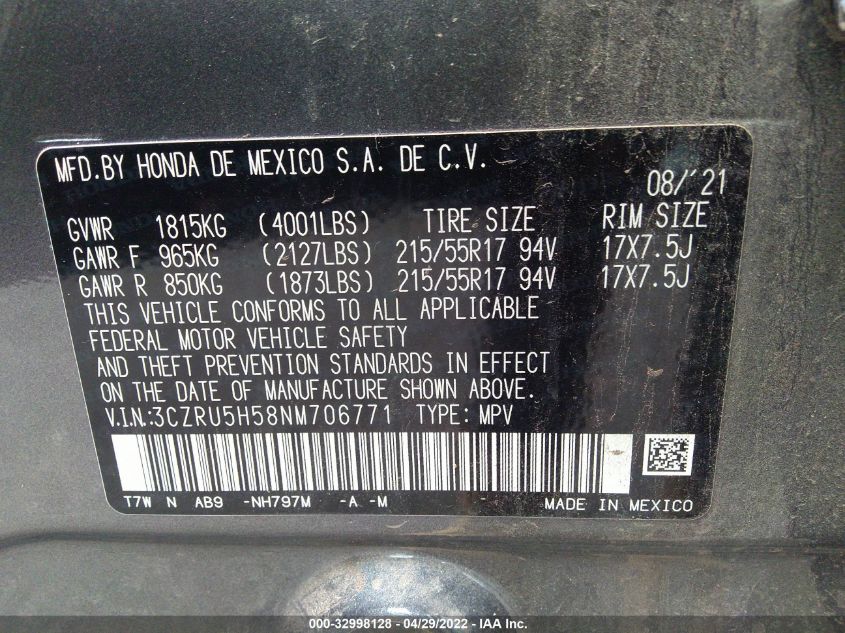 MFD.BY HONDA DE MEXICO S.A. DE C.V.
08/'21
GVWR 1815KG (4001LBS) TIRE SIZE RIM SIZE
GAWR F 965KG (2127LBS) 215/55R17 94V 17X7.5J
GAWR R 850KG (1873LBS) 215/55R17 94V 17X7.5J
THIS VEHICLE CONFORMS TO ALL APPLICABLE
FEDERAL MOTOR VEHICLE SAFETY
AND THEFT PREVENTION STANDARDS IN EFFECT
ON THE DATE OF MANUFACTURE SHOWN ABOVE.
V.I.N.:3CZRU5H58NM706771 TYPE: MPV
T7W N AB9 -NH797M -A -M MADE IN MEXICO
000-32998128 - 04/29/2022 - IAA Inc.